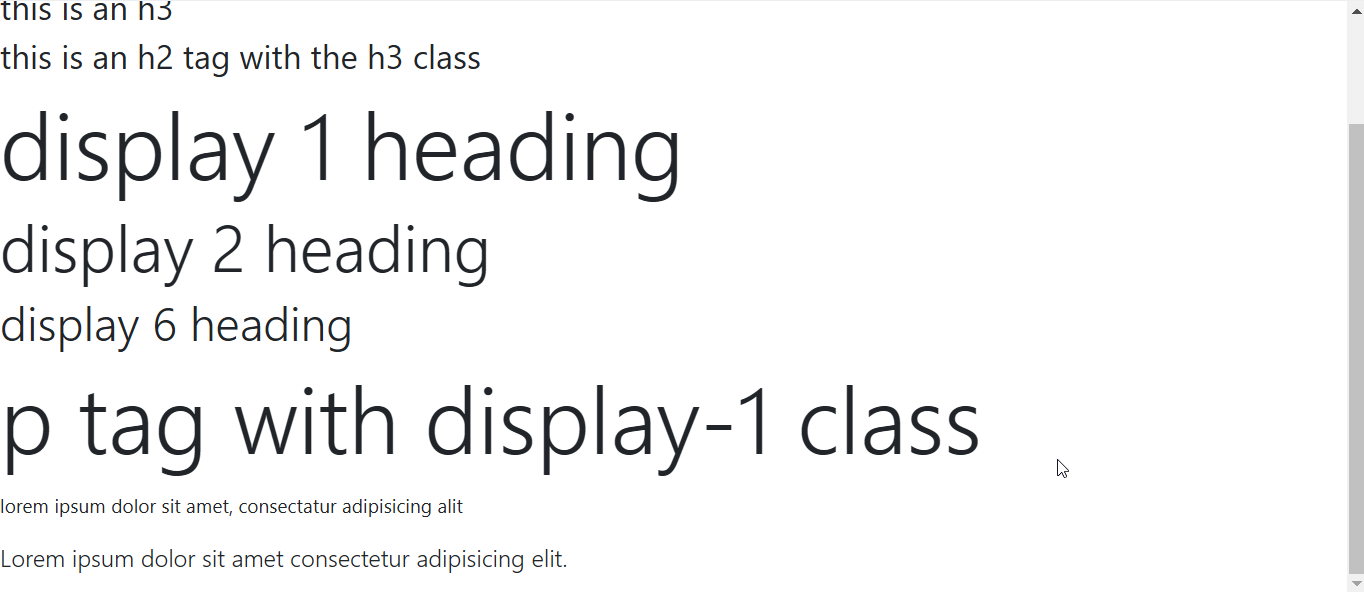 this is an h3
this is an h2 tag with the h3 class
display 1 heading
display 2 heading
display 6 heading
p tag with display-1 class
lorem ipsum dolor sit amet, consectatur adipisicing alit
Lorem ipsum dolor sit amet consectetur adipisicing elit.